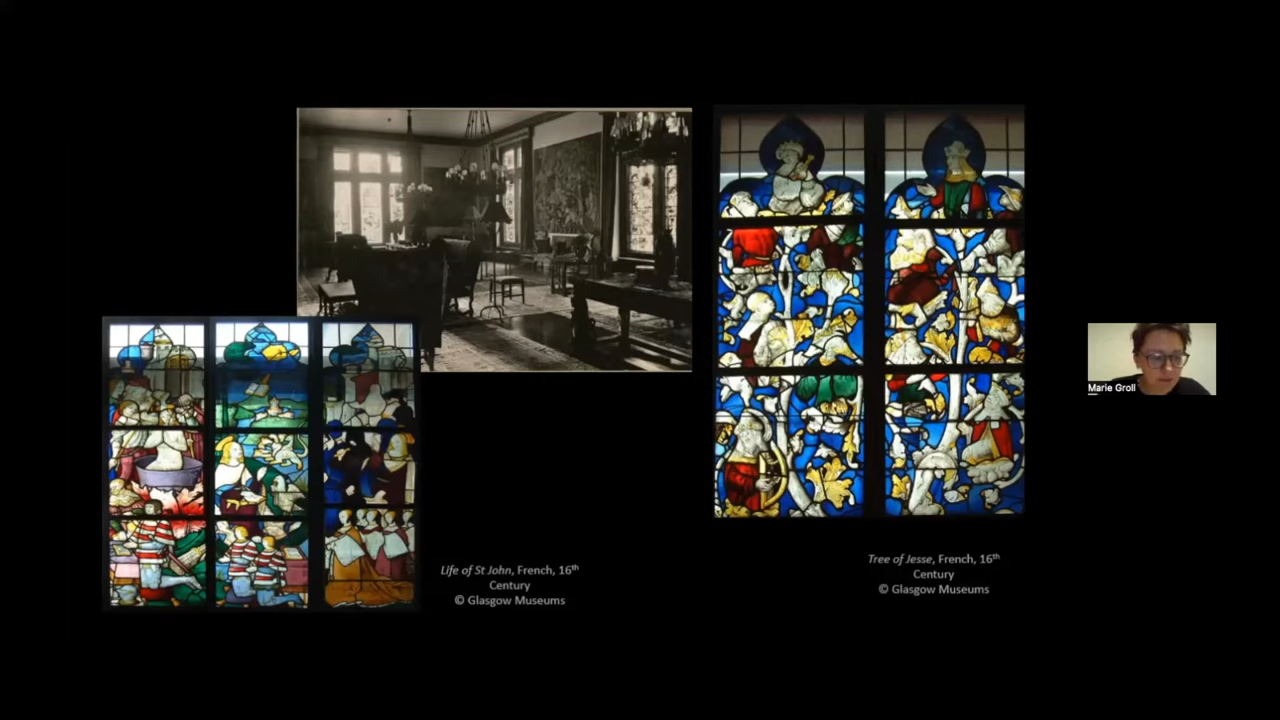 Marie Groll
Life of St John, French, 16th
Century
© Glasgow Museums
Tree of Jesse, French, 16th
Century
© Glasgow Museums